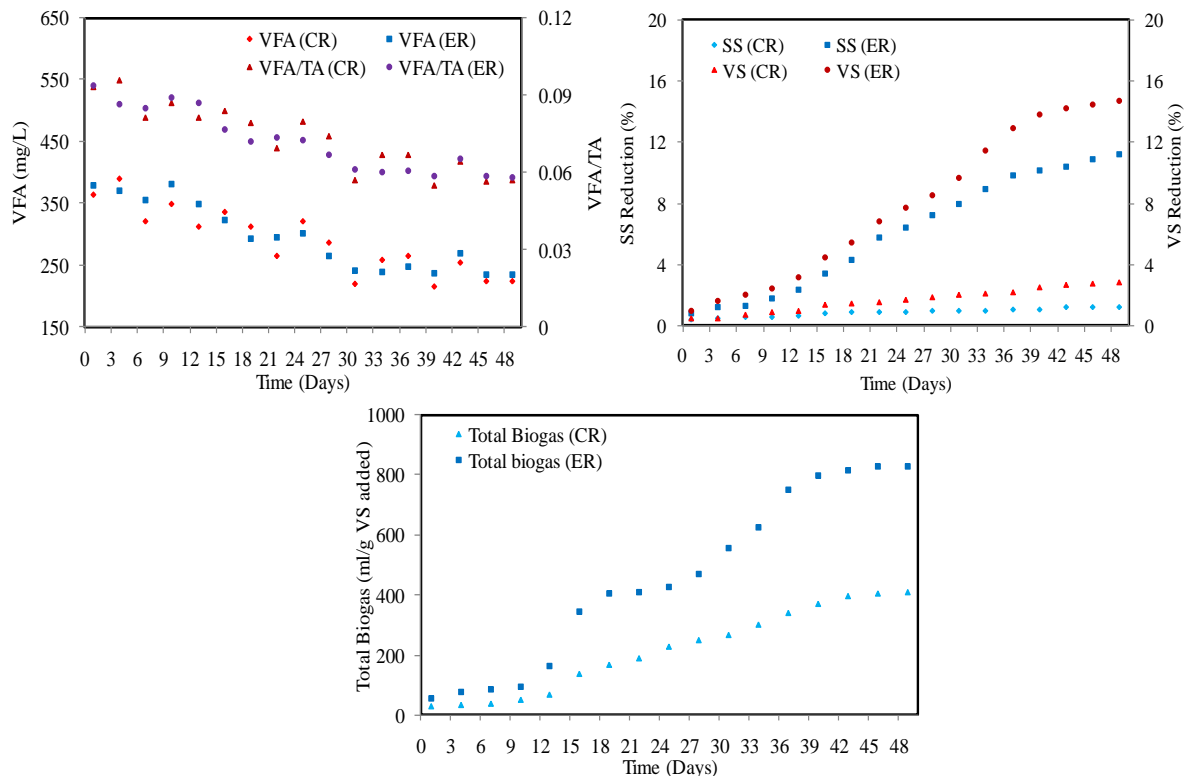 650
550
450
350
250
150
VFA (mg/L)
0.12
0.09
0.06
0.03
0
VFA/TA
VFA (CR)
VFA (ER)
VFA/TA (CR)
VFA/TA (ER)
0 3 6 9 12 15 18 21 24 27 30 33 36 39 42 45 48
Time (Days)
20
16
12
8
4
0
SS Reduction (%)
20
16
12
8
4
0
VS Reduction (%)
SS (CR)
SS (ER)
VS (CR)
VS (ER)
0 3 6 9 12 15 18 21 24 27 30 33 36 39 42 45 48
Time (Days)
1000
800
600
400
200
0
Total Biogas (ml/g VS added)
Total Biogas (CR)
Total biogas (ER)
0 3 6 9 12 15 18 21 24 27 30 33 36 39 42 45 48
Time (Days)